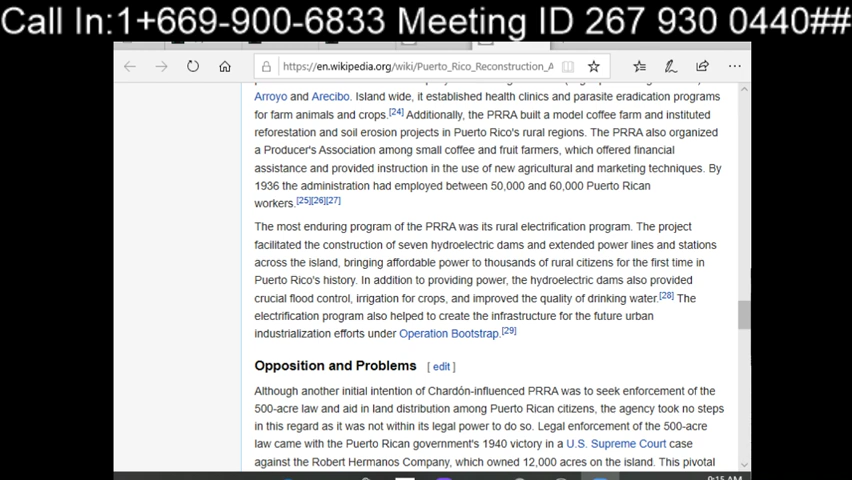 Call In:1+669-900-6833 Meeting ID 267 930 0440##
https://en.wikipedia.org/wiki/Puerto_Rico_Reconstruction_A
Arroyo and Arecibo. Island wide, it established health clinics and parasite eradication programs
for farm animals and crops.[24] Additionally, the PRRA built a model coffee farm and instituted
reforestation and soil erosion projects in Puerto Rico's rural regions. The PRRA also organized
a Producer's Association among small coffee and fruit farmers, which offered financial
assistance and provided instruction in the use of new agricultural and marketing techniques. By
1936 the administration had employed between 50,000 and 60,000 Puerto Rican
workers.[25][26][27]
The most enduring program of the PRRA was its rural electrification program. The project
facilitated the construction of seven hydroelectric dams and extended power lines and stations
across the island, bringing affordable power to thousands of rural citizens for the first time in
Puerto Rico's history. In addition to providing power, the hydroelectric dams also provided
crucial flood control, irrigation for crops, and improved the quality of drinking water.[28] The
electrification program also helped to create the infrastructure for the future urban
industrialization efforts under Operation Bootstrap.[29]
Opposition and Problems [ edit ]
Although another initial intention of Chardón-influenced PRRA was to seek enforcement of the
500-acre law and aid in land distribution among Puerto Rican citizens, the agency took no steps
in this regard as it was not within its legal power to do so. Legal enforcement of the 500-acre
law came with the Puerto Rican government's 1940 victory in a U.S. Supreme Court case
against the Robert Hermanos Company, which owned 12,000 acres on the island. This pivotal
9:15 AM